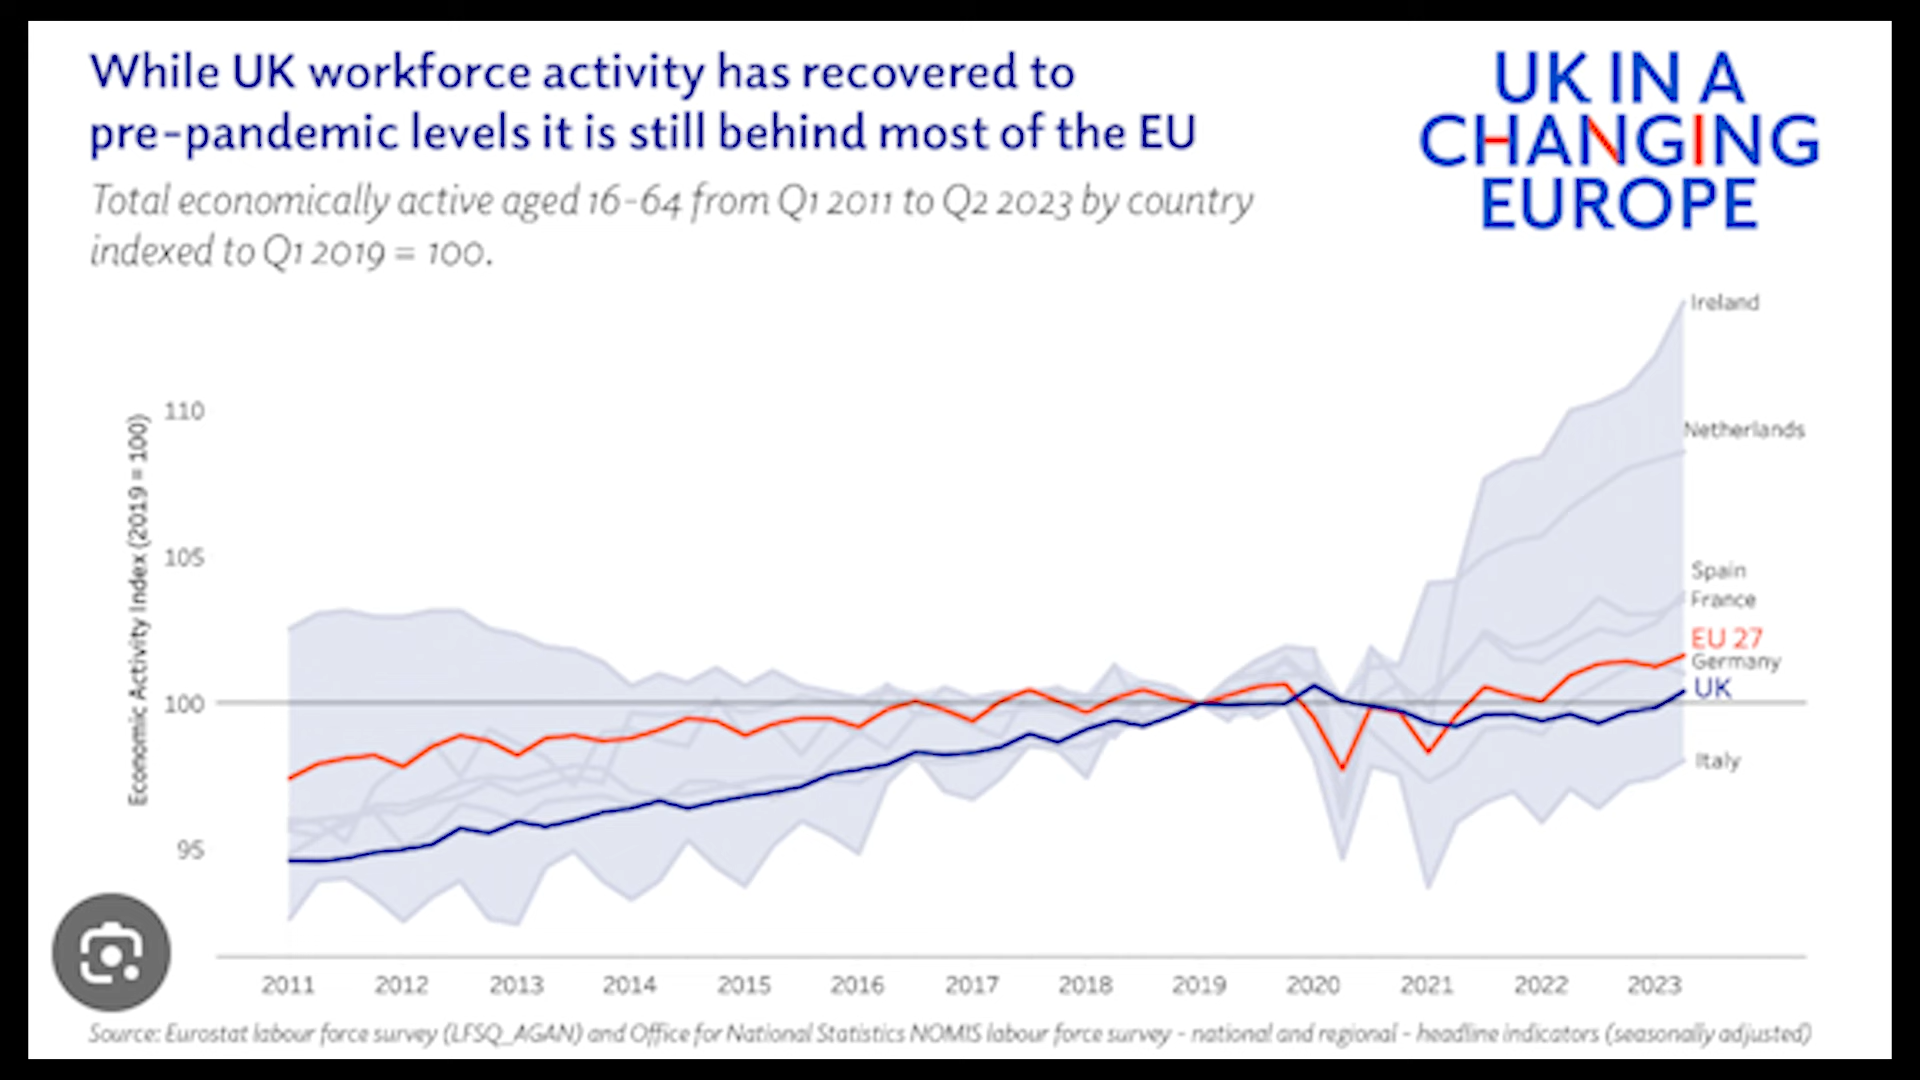 While UK workforce activity has recovered to
pre-pandemic levels it is still behind most of the EU
UK IN A
CHANGING
EUROPE
Total economically active aged 16-64 from Q1 2011 to Q2 2023 by country
indexed to Q1 2019 = 100.
Economic Activity Index (2019 = 100)
110
105
100
95
Ireland
Netherlands
Spain
France
EU 27
Germany
UK
Italy
2011 2012 2013 2014 2015 2016 2017 2018 2019 2020 2021 2022 2023
Source: Eurostat labour force survey (LFSQ_AGAN) and Office for National Statistics NOMIS labour force survey - national and regional - headline indicators (seasonally adjusted)